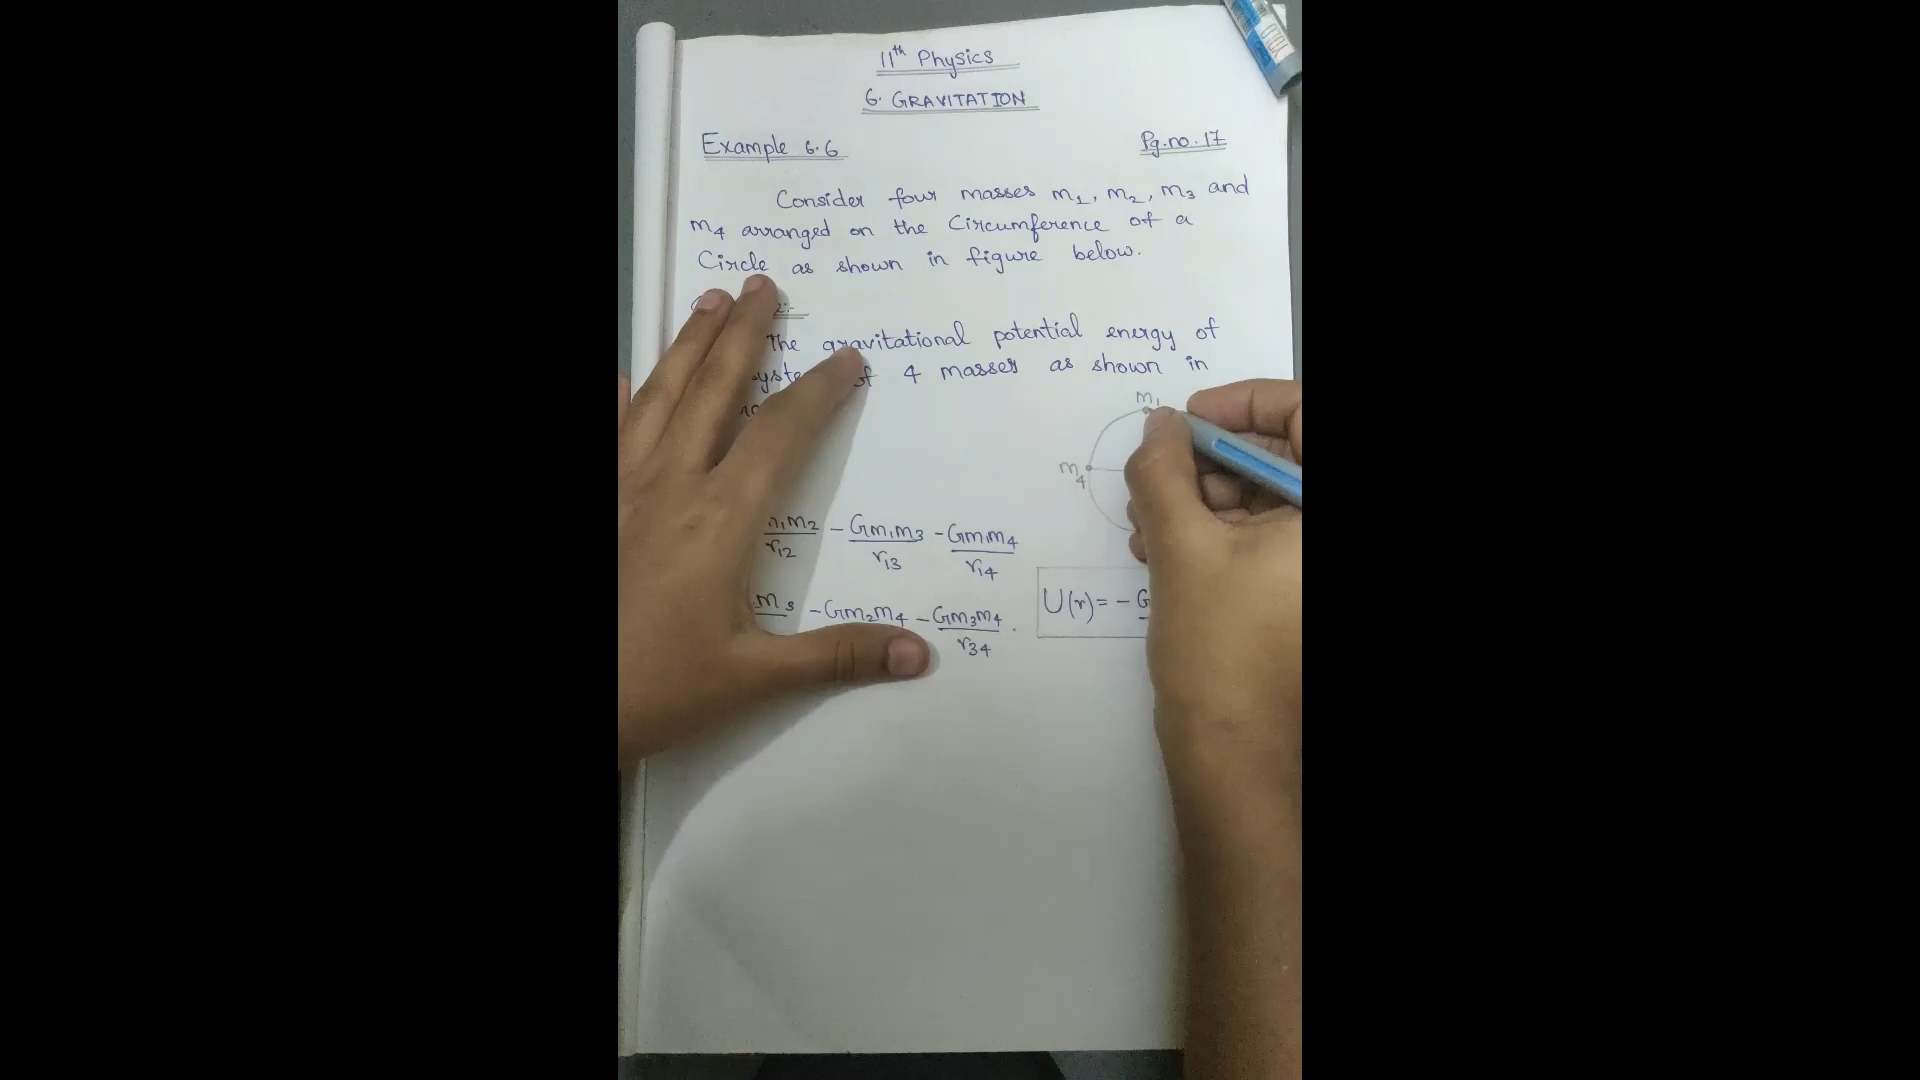 11th Physics
6. GRAVITATION
Example 6.6
Pg.no.17
Consider four masses m1, m2, m3 and
m4 arranged on the Circumference of a
Circle as shown in figure below.
The gravitational potential energy of
of 4 masses as shown in
m1
m4
m2 / r12 - Gm1m3 / r13 - Gm1m4 / r14
m3 - Gm2m4 - Gm3m4 / r34 .
U(r) = - G